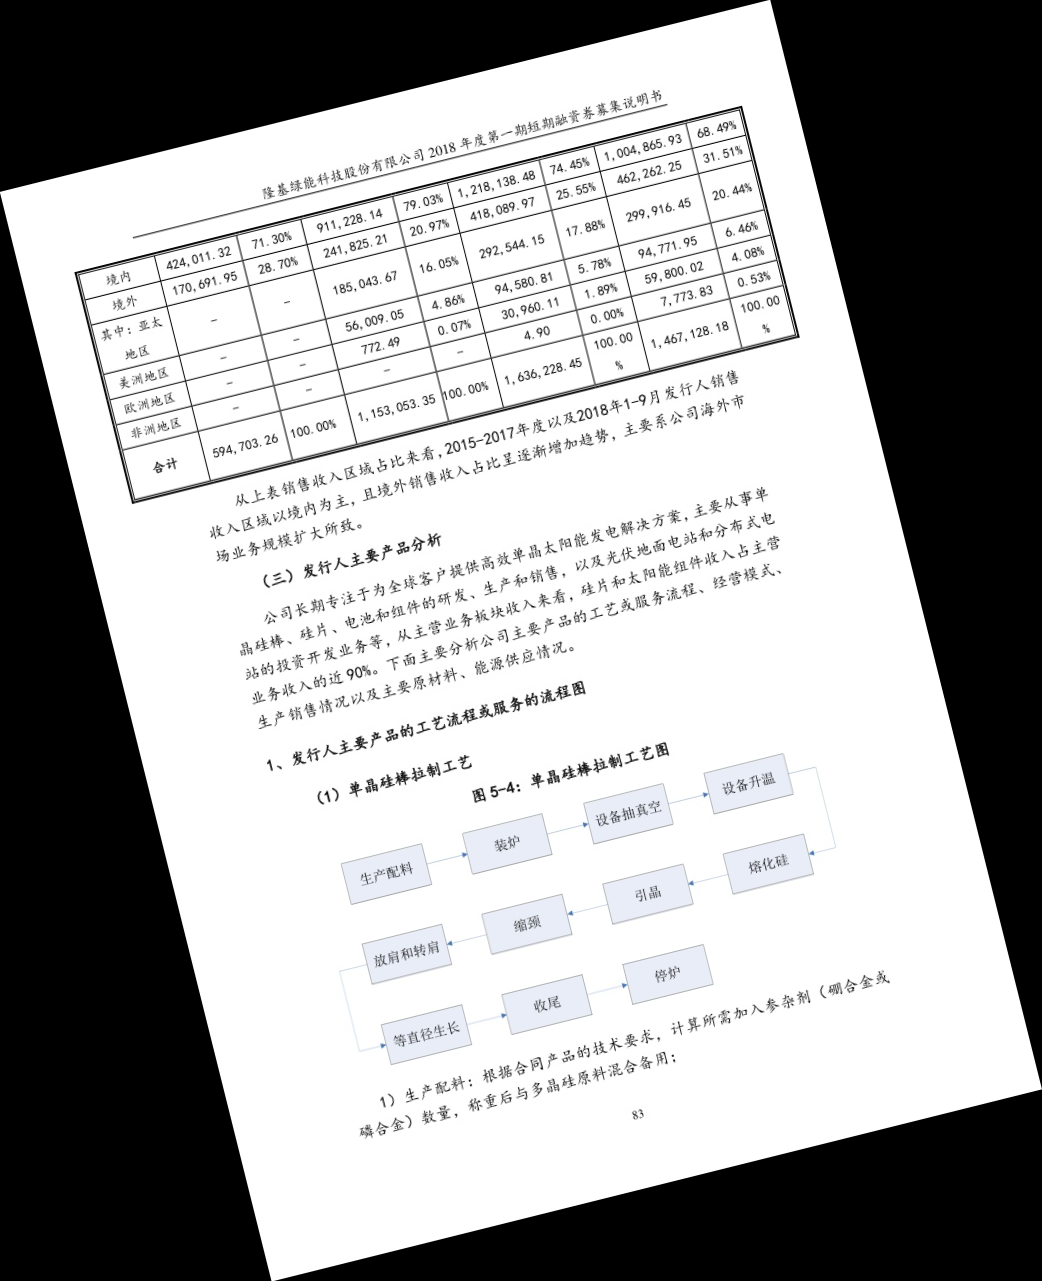 隆基绿能科技股份有限公司 2018 年度第一期短期融资券募集说明书
境内 424,011.32 71.30% 911,228.14 79.03% 1,218,138.48 74.45% 1,004,865.93 68.49%
境外 170,691.95 28.70% 241,825.21 20.97% 418,089.97 25.55% 462,262.25 31.51%
其中：亚太
地区 – – 185,043.67 16.05% 292,544.15 17.88% 299,916.45 20.44%
美洲地区 – – 56,009.05 4.86% 94,580.81 5.78% 94,771.95 6.46%
欧洲地区 – – 772.49 0.07% 30,960.11 1.89% 59,800.02 4.08%
非洲地区 – – – – 4.90 0.00% 7,773.83 0.53%
合计 594,703.26 100.00% 1,153,053.35 100.00% 1,636,228.45 100.00
% 1,467,128.18 100.00
%
从上表销售收入区域占比来看，2015-2017年度以及2018年1-9月发行人销售
收入区域以境内为主，且境外销售收入占比呈逐渐增加趋势，主要系公司海外市
场业务规模扩大所致。
（三）发行人主要产品分析
公司长期专注于为全球客户提供高效单晶太阳能发电解决方案，主要从事单
晶硅棒、硅片、电池和组件的研发、生产和销售，以及光伏地面电站和分布式电
站的投资开发业务等，从主营业务板块收入来看，硅片和太阳能组件收入占主营
业务收入的近 90%。下面主要分析公司主要产品的工艺或服务流程、经营模式、
生产销售情况以及主要原材料、能源供应情况。
1、发行人主要产品的工艺流程或服务的流程图
（1）单晶硅棒拉制工艺
图 5-4：单晶硅棒拉制工艺图
生产配料
装炉
设备抽真空
设备升温
熔化硅
引晶
缩颈
放肩和转肩
等直径生长
收尾
停炉
1）生产配料：根据合同产品的技术要求，计算所需加入参杂剂（硼合金或
磷合金）数量，称重后与多晶硅原料混合备用；
83